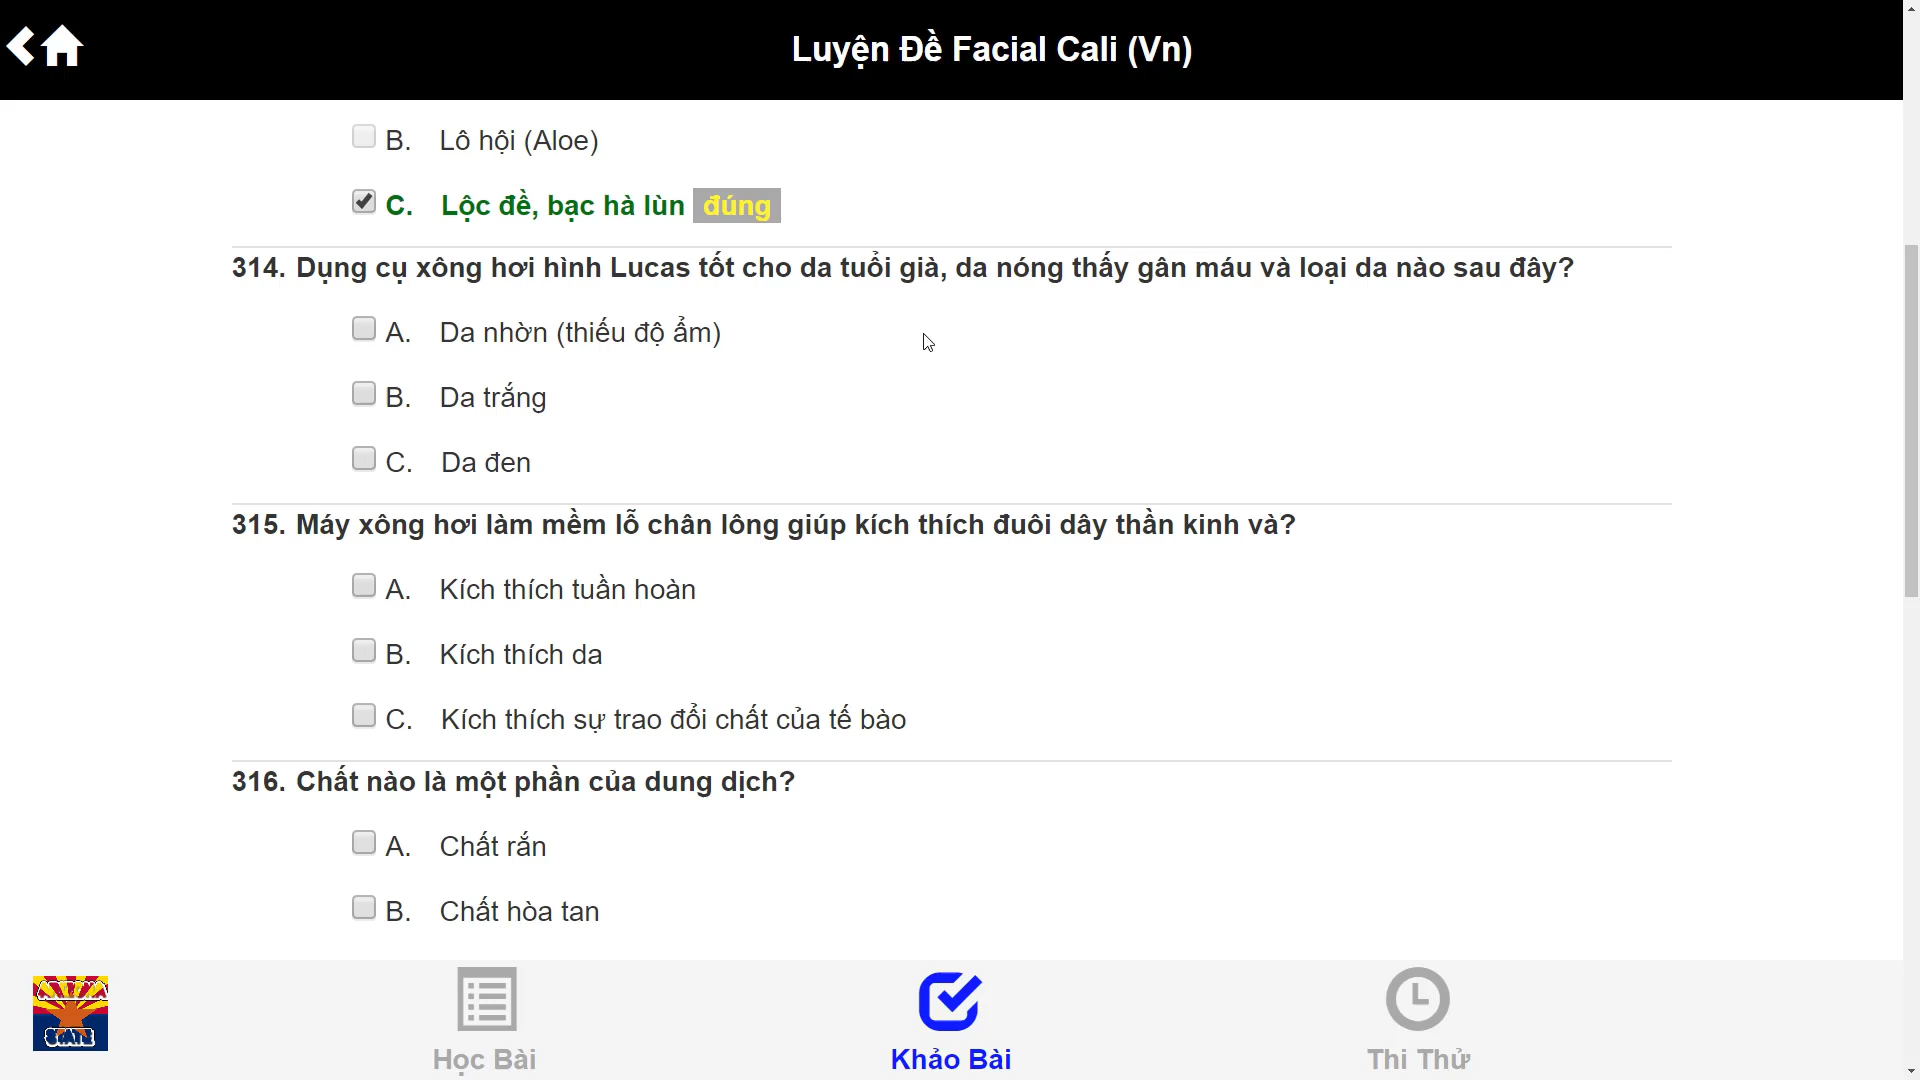 Luyện Đề Facial Cali (Vn)
B. Lô hội (Aloe)
C. Lộc đề, bạc hà lùn đúng
314. Dụng cụ xông hơi hình Lucas tốt cho da tuổi già, da nóng thấy gân máu và loại da nào sau đây?
A. Da nhờn (thiếu độ ẩm)
B. Da trắng
C. Da đen
315. Máy xông hơi làm mềm lỗ chân lông giúp kích thích đuôi dây thần kinh và?
A. Kích thích tuần hoàn
B. Kích thích da
C. Kích thích sự trao đổi chất của tế bào
316. Chất nào là một phần của dung dịch?
A. Chất rắn
B. Chất hòa tan
ARIZONA
STATE
Học Bài
Khảo Bài
Thi Thử